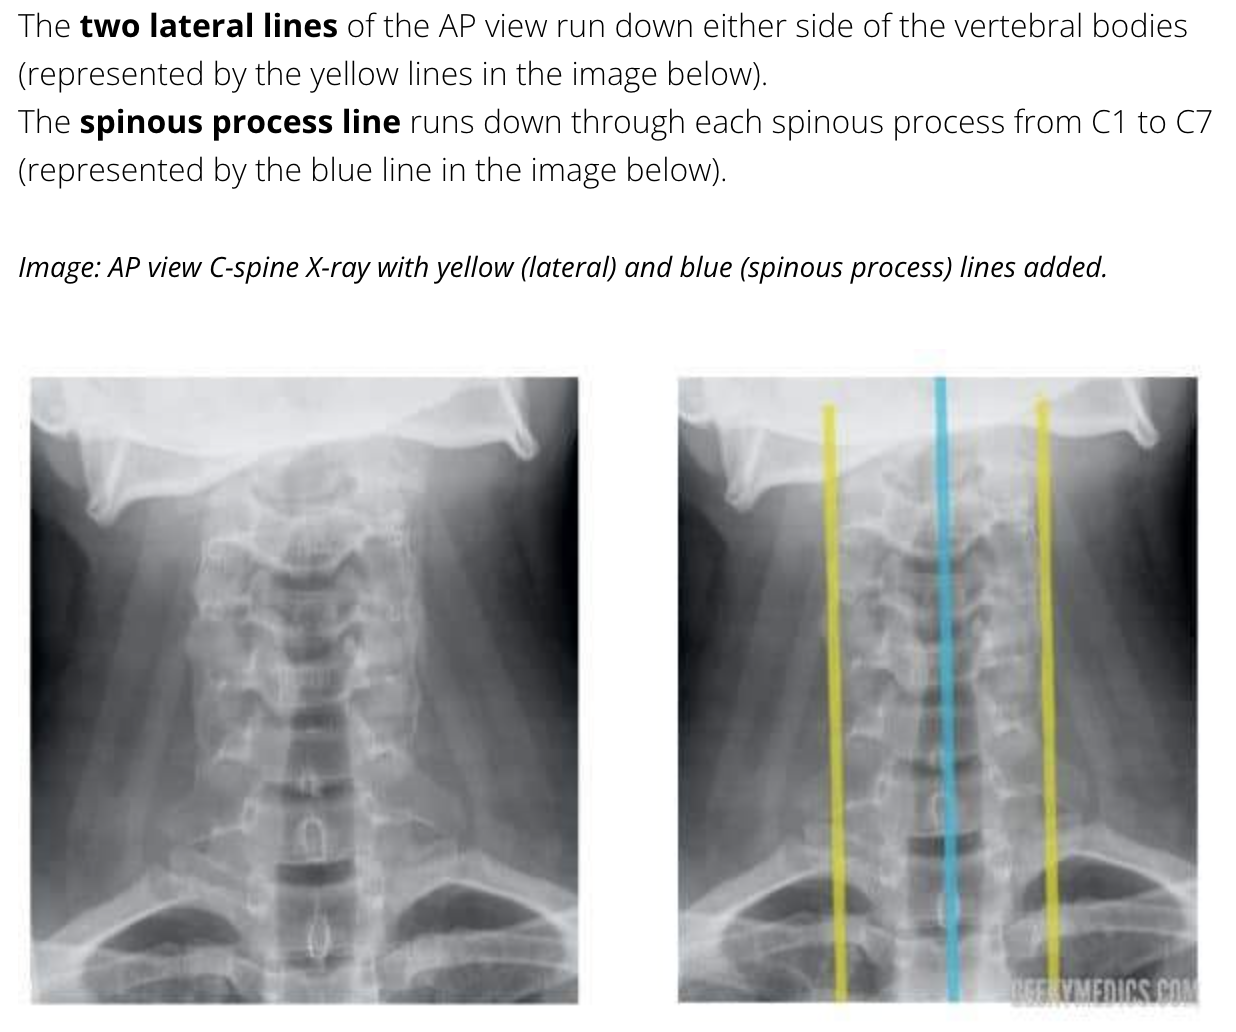 The two lateral lines of the AP view run down either side of the vertebral bodies
(represented by the yellow lines in the image below).
The spinous process line runs down through each spinous process from C1 to C7
(represented by the blue line in the image below).
Image: AP view C-spine X-ray with yellow (lateral) and blue (spinous process) lines added.
GEEKYMEDICS.COM